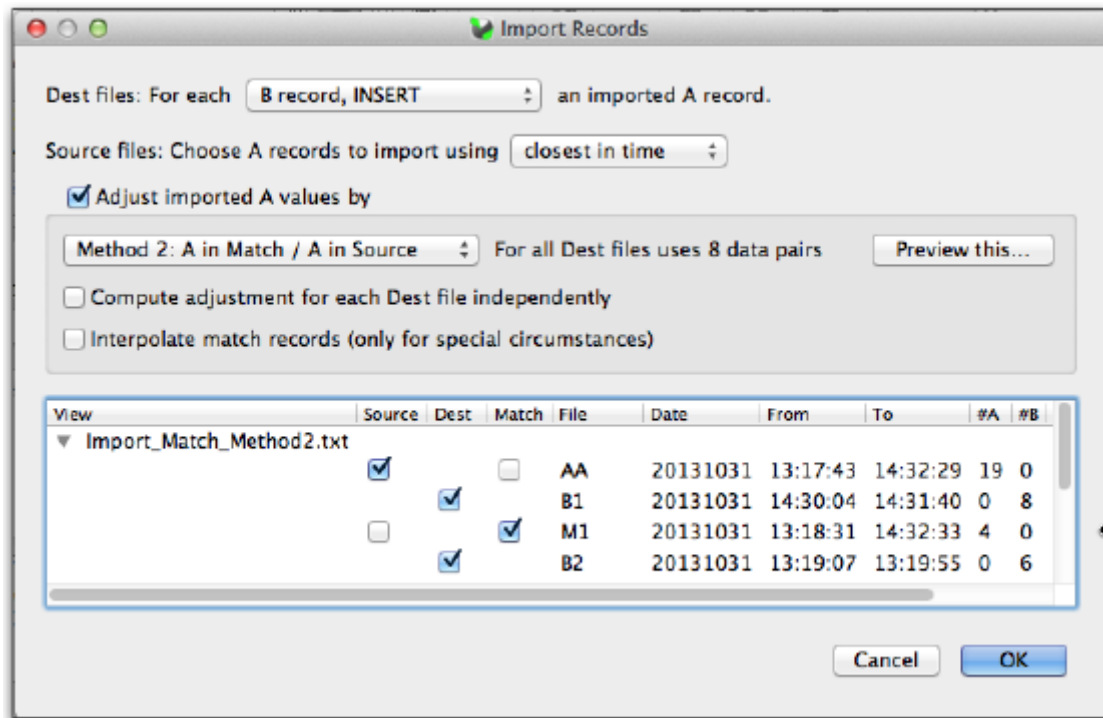 Import Records
Dest files: For each B record, INSERT an imported A record.
Source files: Choose A records to import using closest in time
Adjust imported A values by
Method 2: A in Match / A in Source For all Dest files uses 8 data pairs Preview this...
Compute adjustment for each Dest file independently
Interpolate match records (only for special circumstances)
View Source Dest Match File Date From To #A #B
Import_Match_Method2.txt
AA 20131031 13:17:43 14:32:29 19 0
B1 20131031 14:30:04 14:31:40 0 8
M1 20131031 13:18:31 14:32:33 4 0
B2 20131031 13:19:07 13:19:55 0 6
Cancel OK